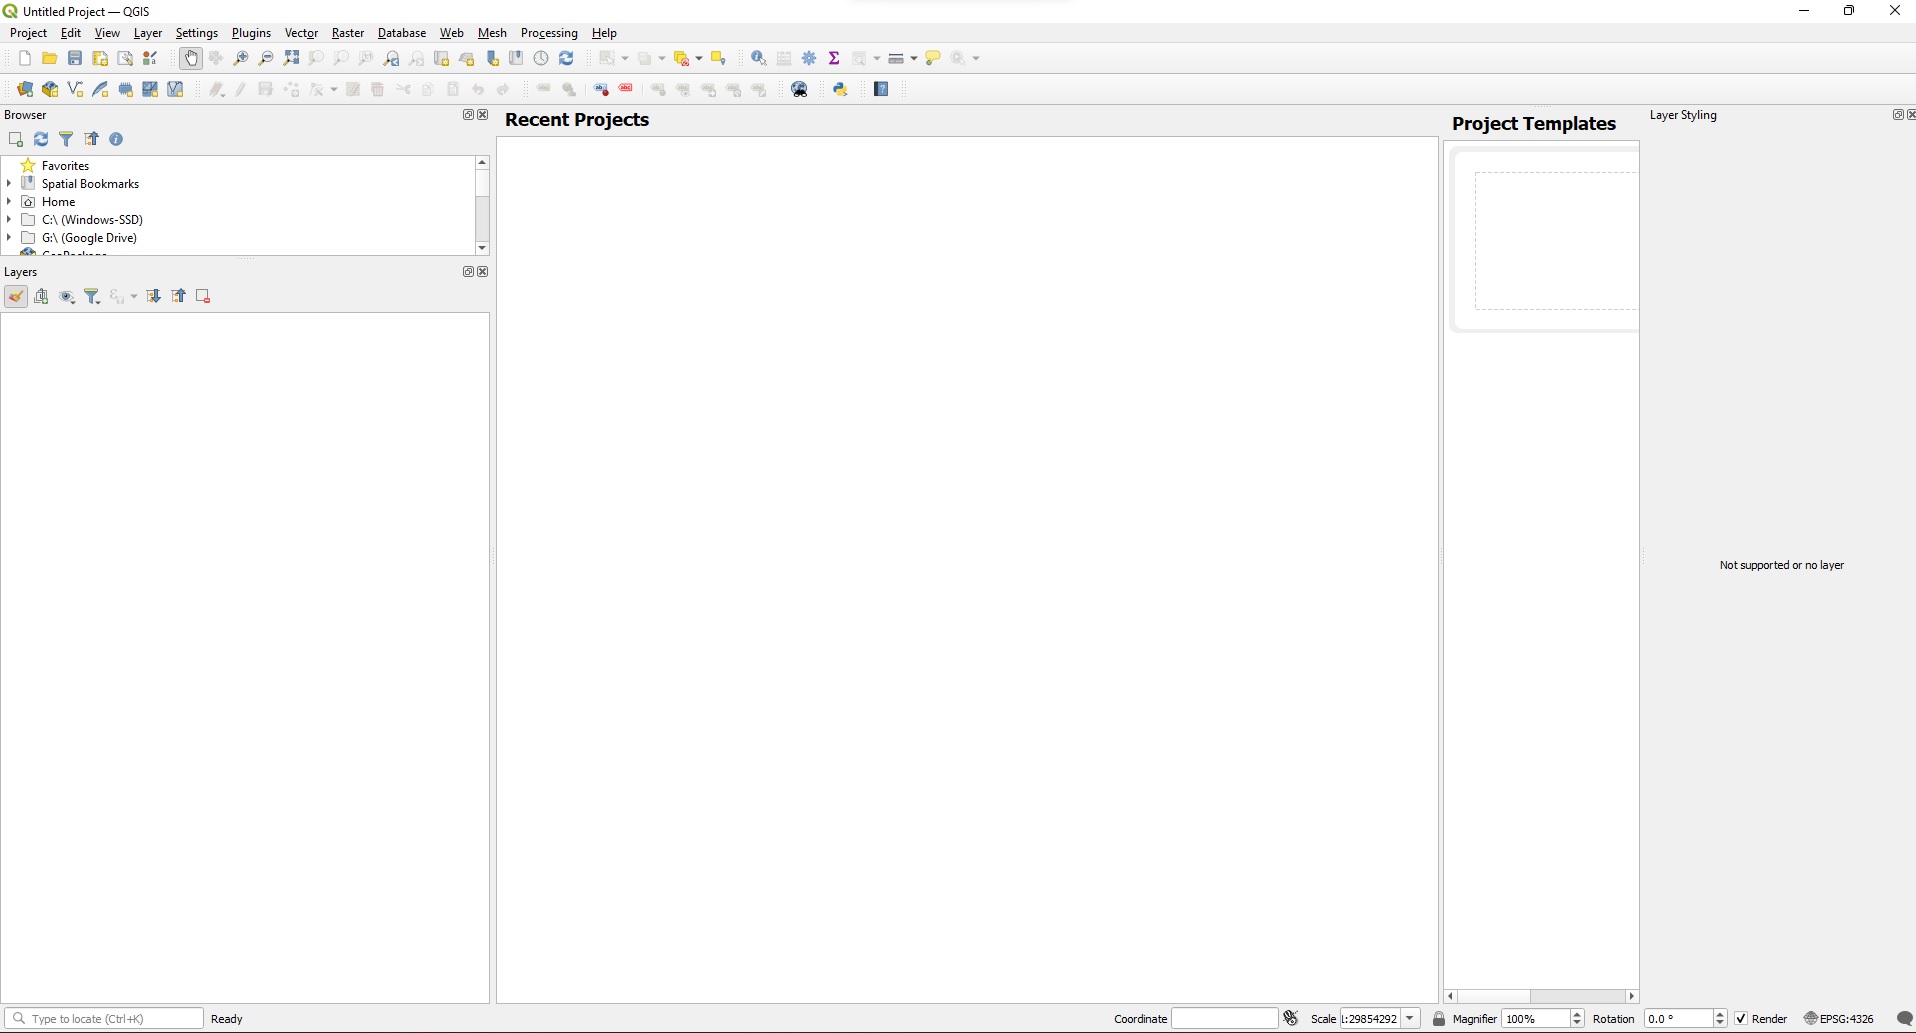 Untitled Project — QGIS
Project Edit View Layer Settings Plugins Vector Raster Database Web Mesh Processing Help
Browser
Favorites
Spatial Bookmarks
Home
C:\ (Windows-SSD)
G:\ (Google Drive)
Layers
Recent Projects
Project Templates
Layer Styling
Not supported or no layer
Type to locate (Ctrl+K)
Ready
Coordinate
Scale 1:29854292
Magnifier 100%
Rotation 0.0 °
Render
EPSG:4326